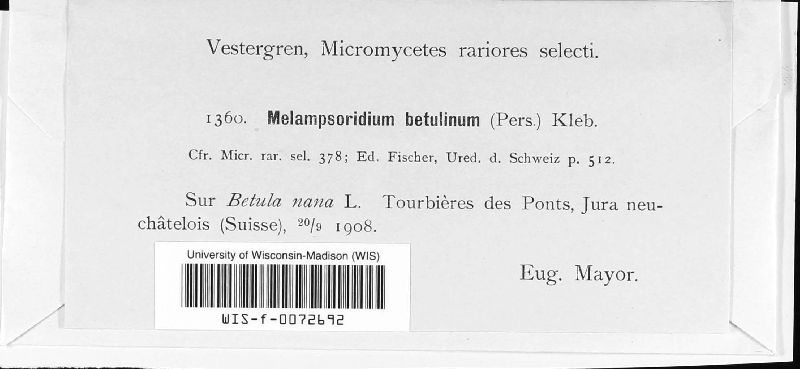 Vestergren, Micromycetes rariores selecti.
1360. Melampsoridium betulinum (Pers.) Kleb.
Cfr. Micr. rar. sel. 378; Ed. Fischer, Ured. d. Schweiz p. 512.
Sur Betula nana L. Tourbières des Ponts, Jura neu-
châtelois (Suisse), 20/9 1908.
Eug. Mayor.
University of Wisconsin-Madison (WIS)
WIS-f-0072692